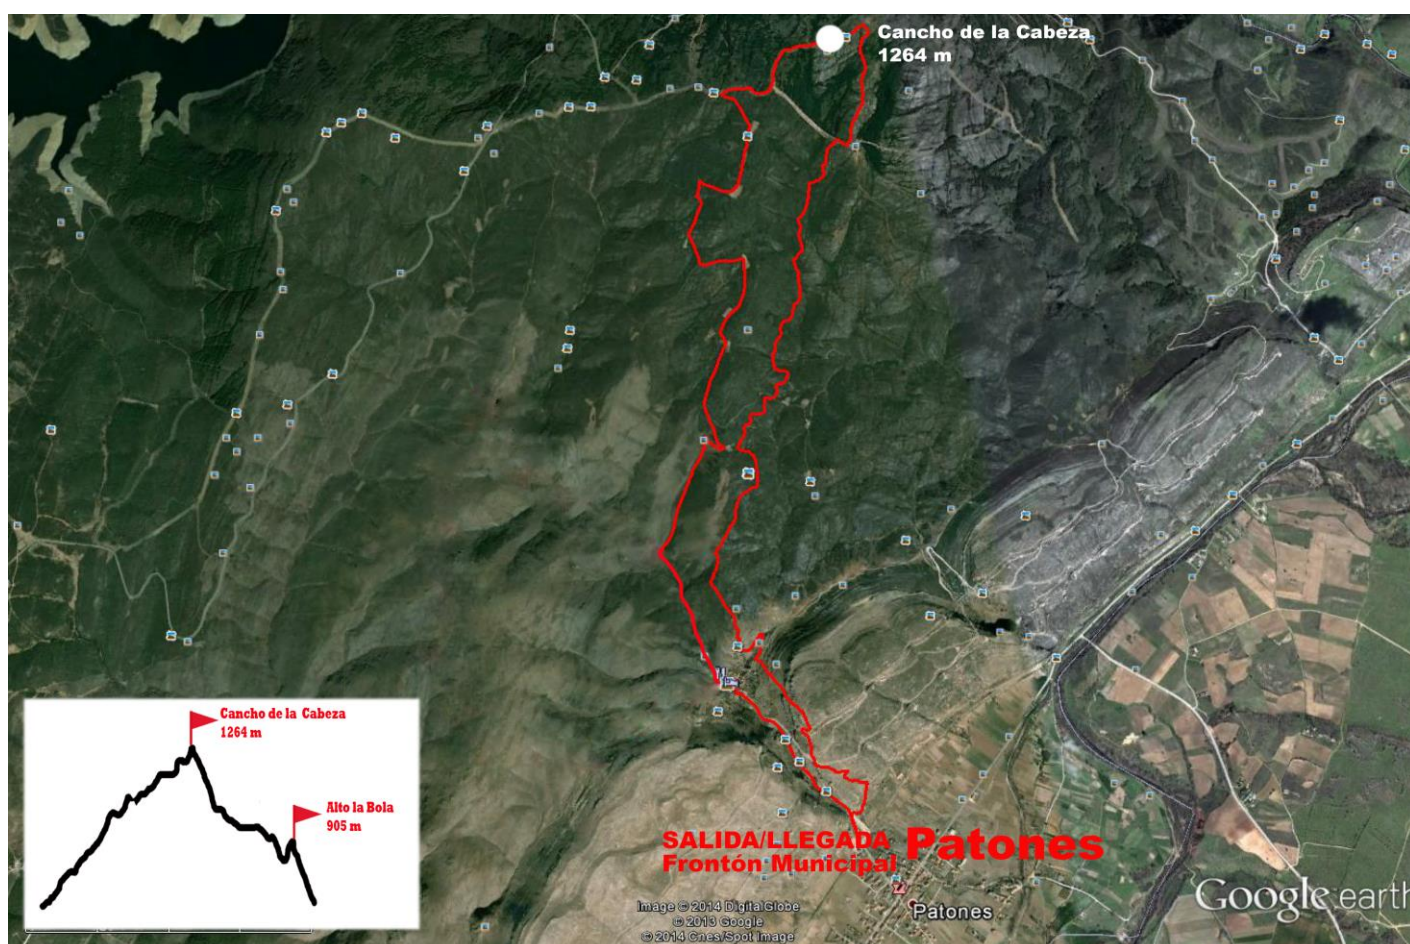 Cancho de la Cabeza
1264 m
Cancho de la Cabeza
1264 m
Alto la Bola
905 m
SALIDA/LLEGADA
Frontón Municipal
Patones
Patones
Google earth
Image © 2014 DigitalGlobe
© 2013 Google
© 2014 Cnes/Spot Image